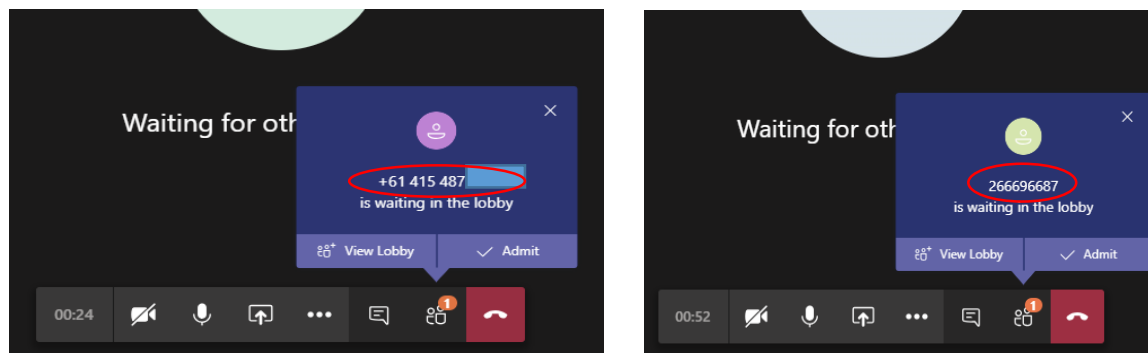 Waiting for oth
+61 415 487
is waiting in the lobby
View Lobby
Admit
00:24
1
Waiting for oth
266696687
is waiting in the lobby
View Lobby
Admit
00:52
1